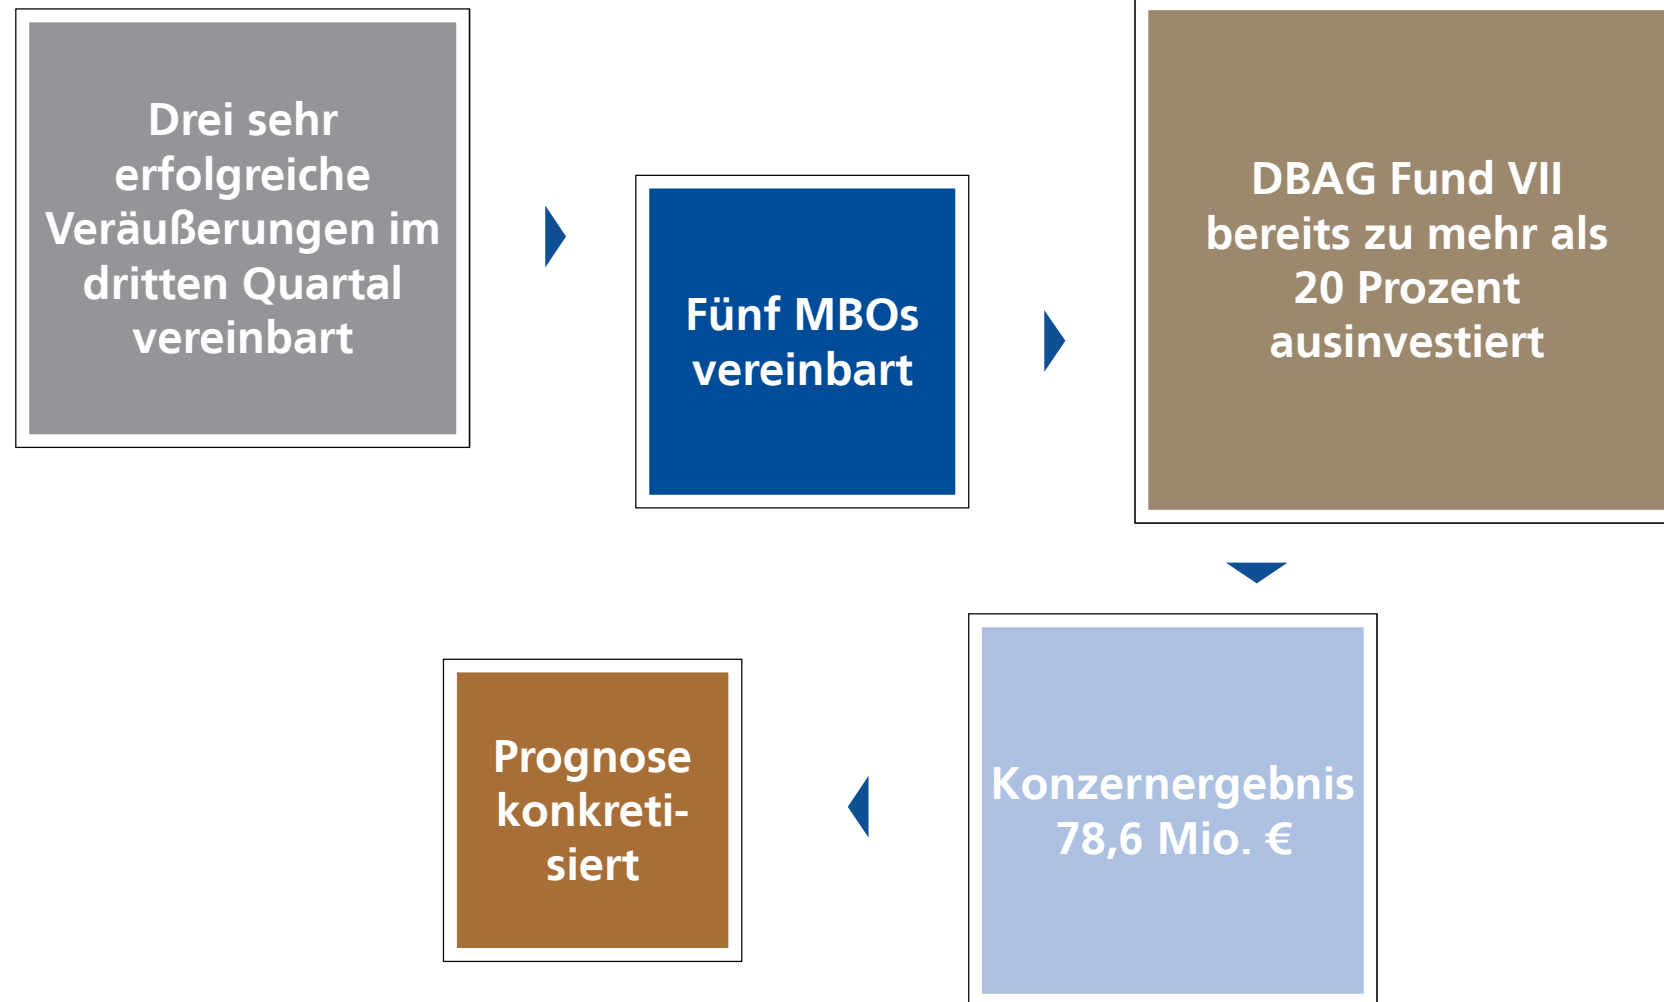 Drei sehr
erfolgreiche
Veräußerungen im
dritten Quartal
vereinbart
Fünf MBOs
vereinbart
DBAG Fund VII
bereits zu mehr als
20 Prozent
ausinvestiert
Konzernergebnis
78,6 Mio. €
Prognose
konkreti-
siert